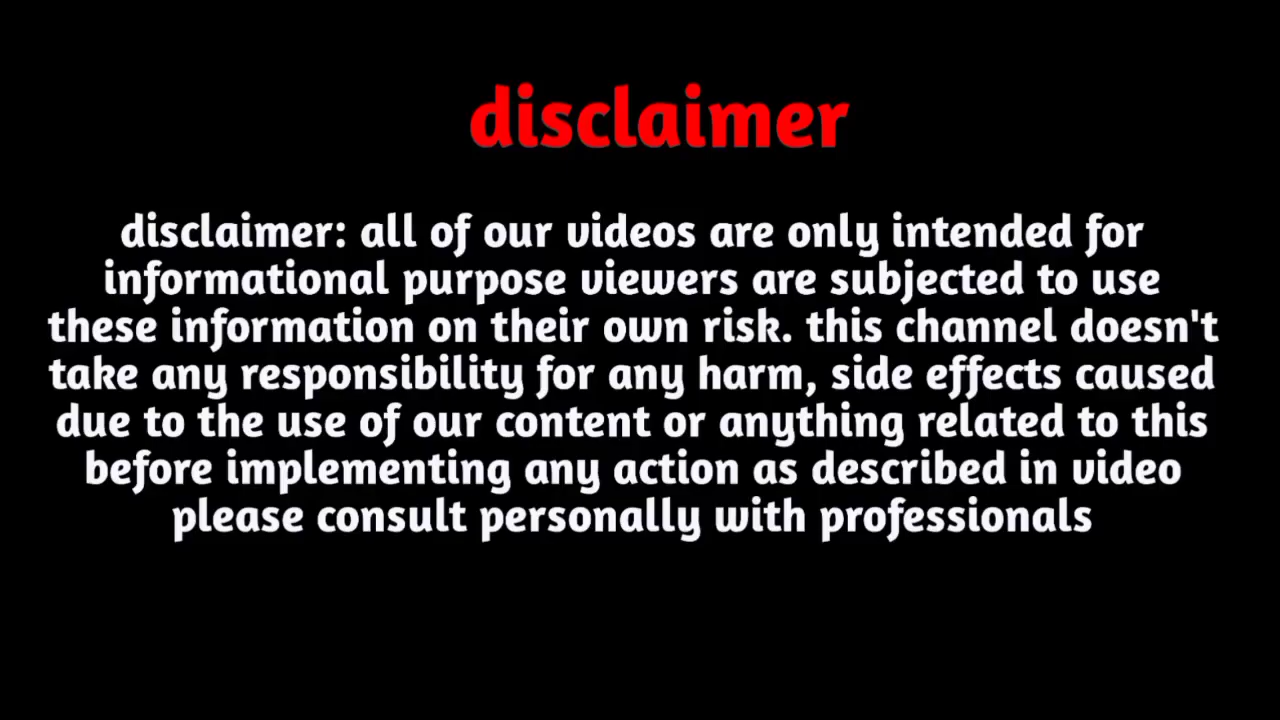 disclaimer
disclaimer: all of our videos are only intended for
informational purpose viewers are subjected to use
these information on their own risk. this channel doesn't
take any responsibility for any harm, side effects caused
due to the use of our content or anything related to this
before implementing any action as described in video
please consult personally with professionals